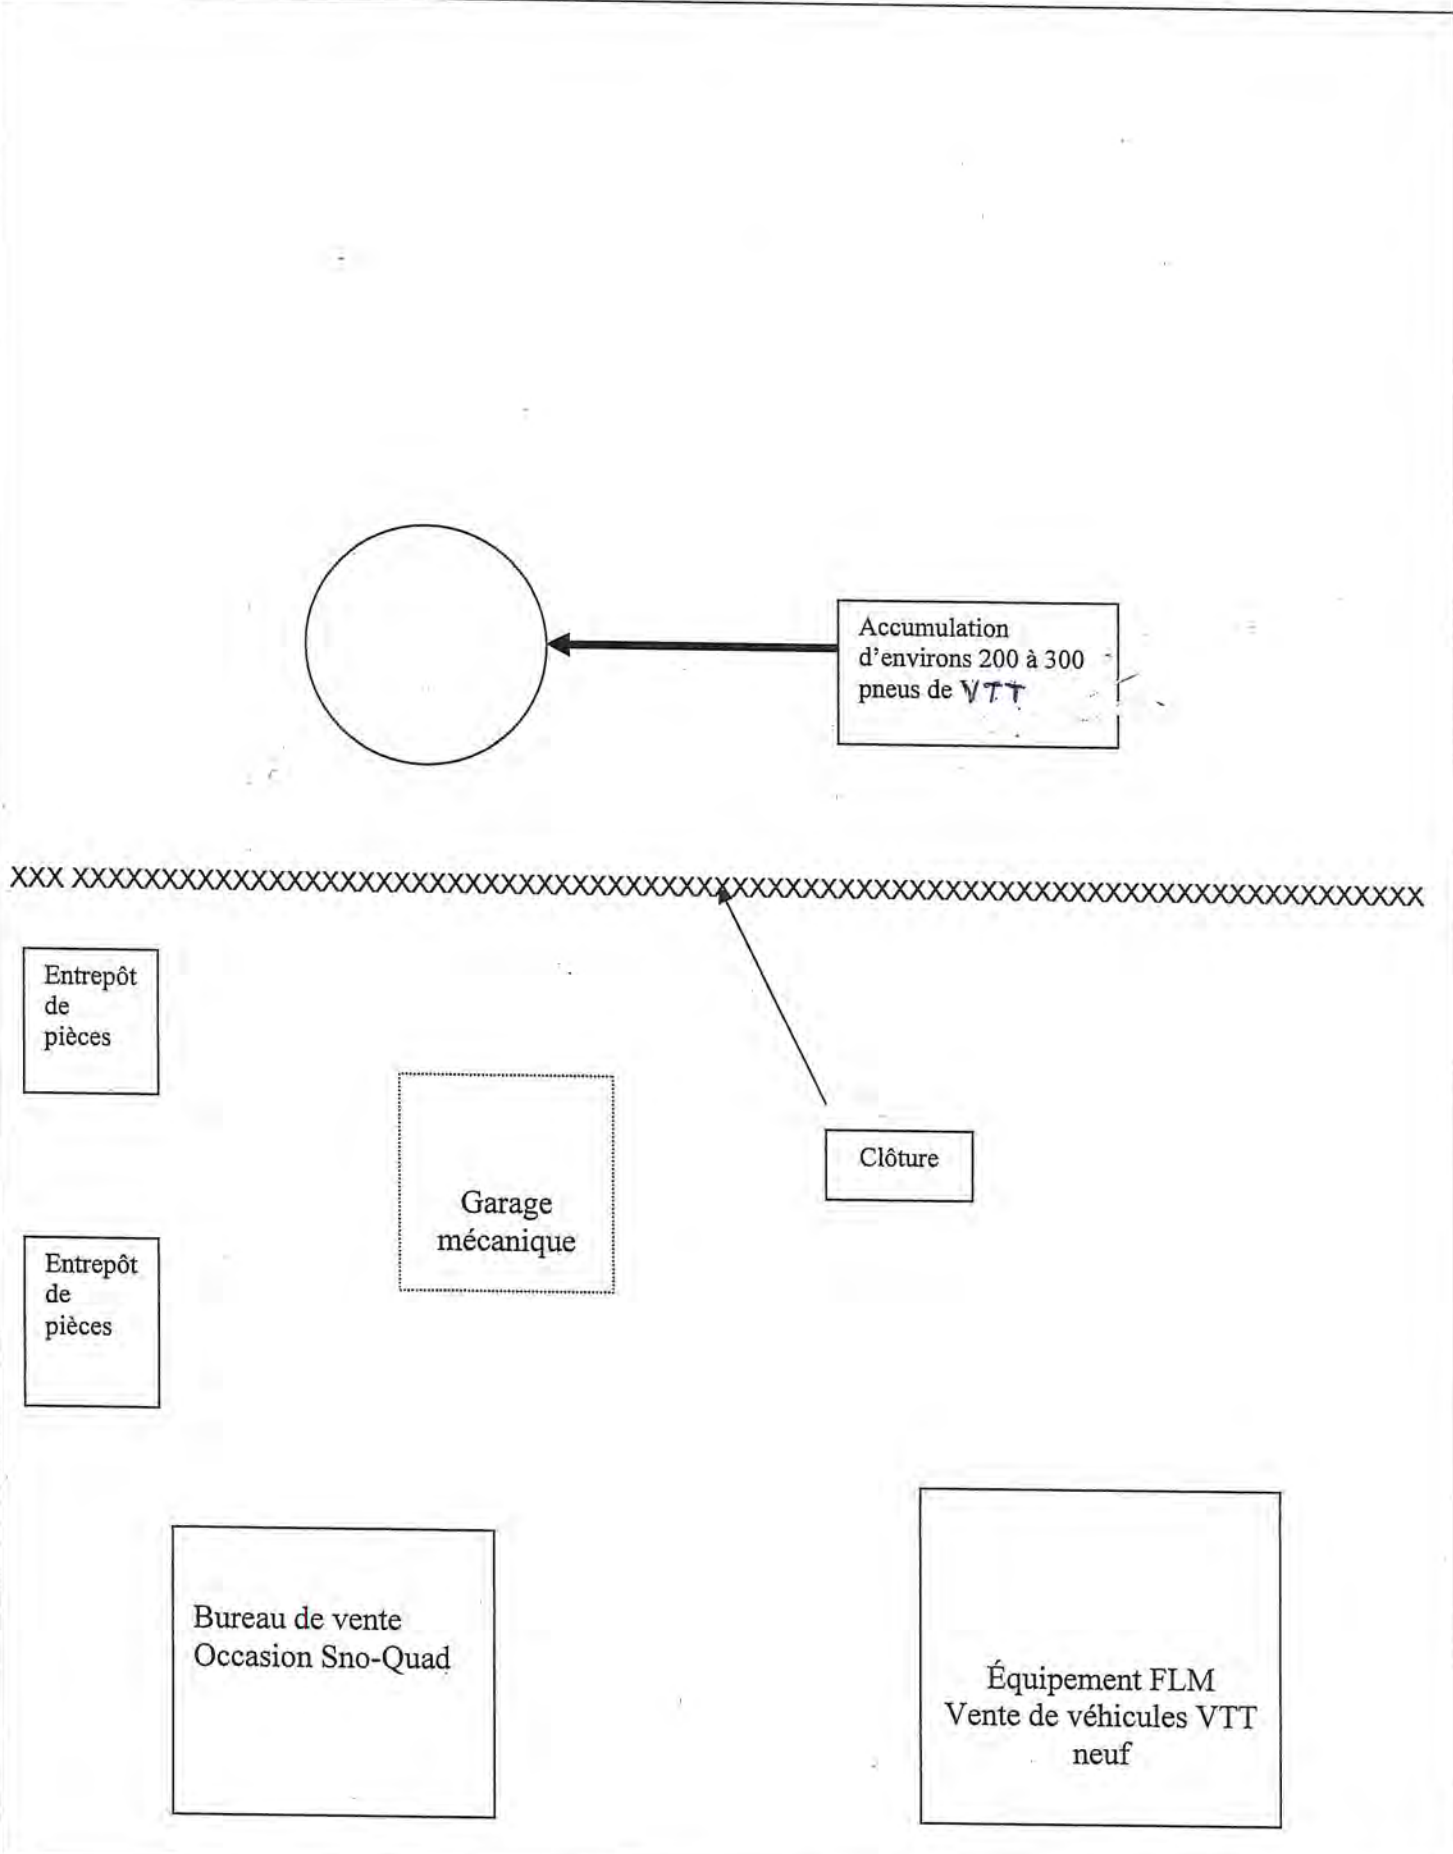 Accumulation
d'environs 200 à 300
pneus de VTT
XXX XXXXXXXXXXXXXXXXXXXXXXXXXXXXXXXXXXXXXXXXXXXXXXXXXXXXXXXXXXXXXXXXXXXXXXXXXXX
Entrepôt
de
pièces
Garage
mécanique
Clôture
Entrepôt
de
pièces
Bureau de vente
Occasion Sno-Quad
Équipement FLM
Vente de véhicules VTT
neuf